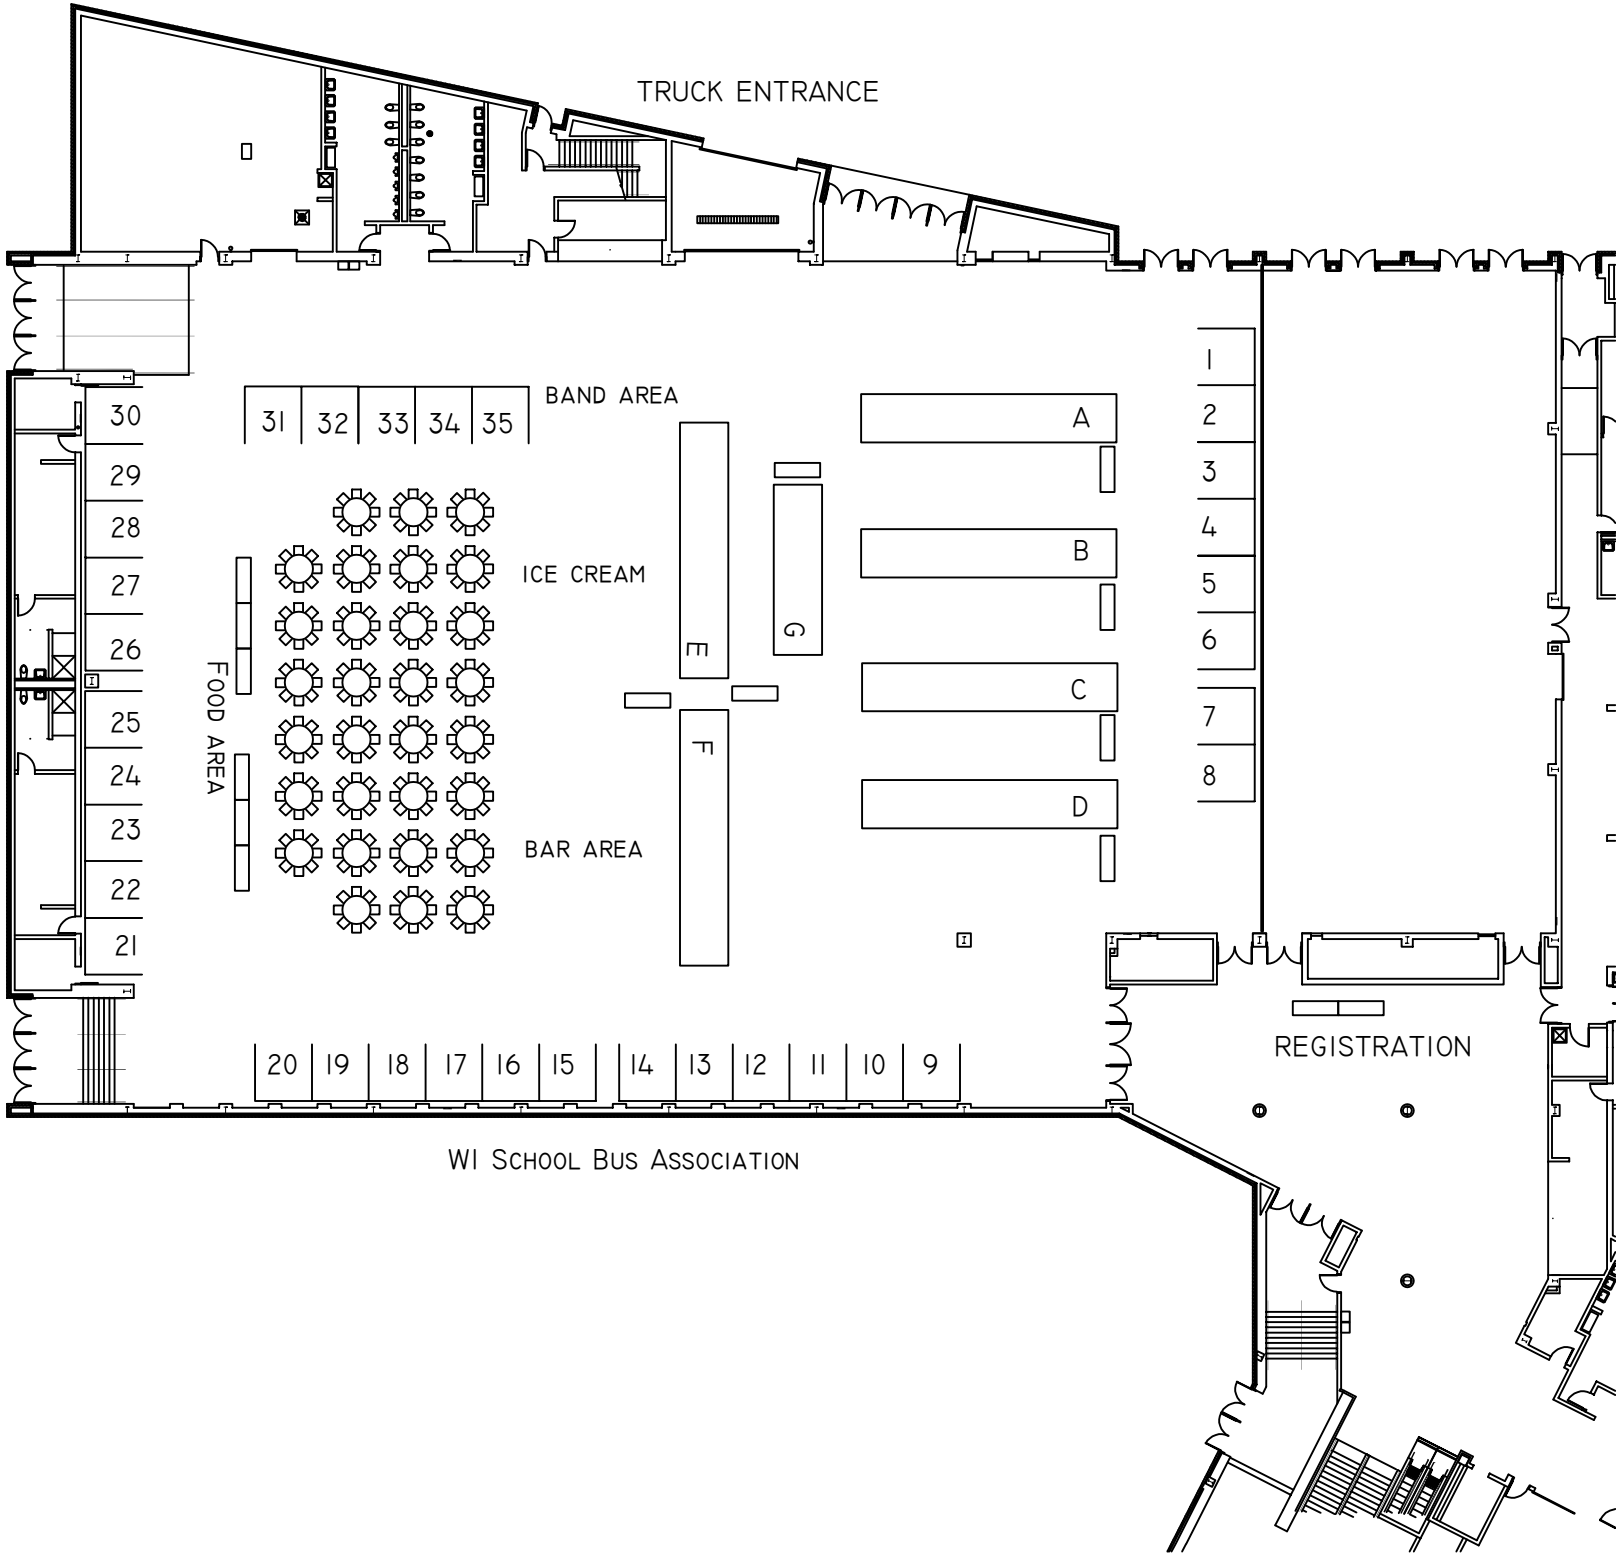 TRUCK ENTRANCE
1
2
3
4
5
6
7
8
30
29
28
27
26
25
24
23
22
21
31 32 33 34 35
BAND AREA
ICE CREAM
FOOD AREA
BAR AREA
A
B
C
D
E
F
G
20 19 18 17 16 15 14 13 12 11 10 9
REGISTRATION
WI SCHOOL BUS ASSOCIATION